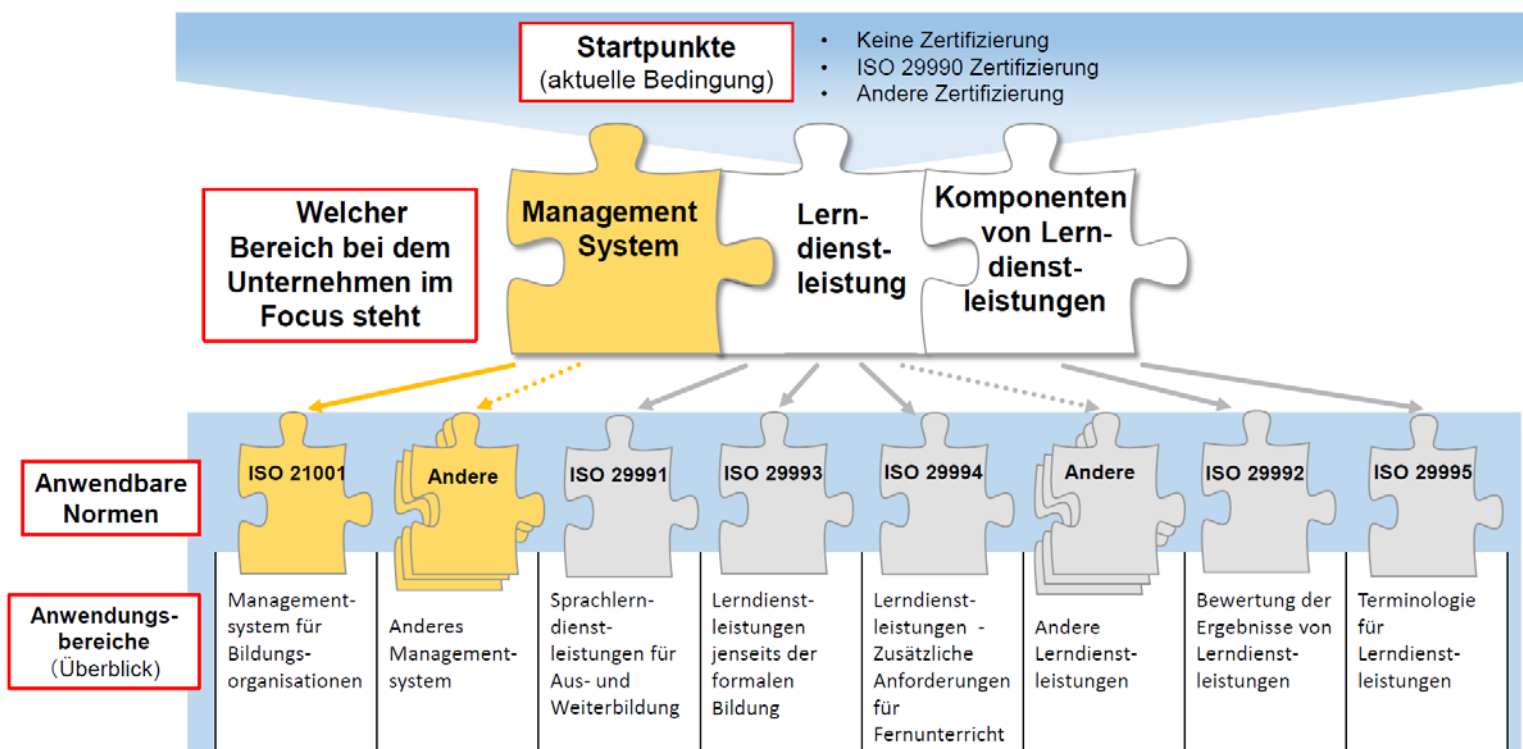 Startpunkte
(aktuelle Bedingung)
• Keine Zertifizierung
• ISO 29990 Zertifizierung
• Andere Zertifizierung
Welcher
Bereich bei dem
Unternehmen im
Focus steht
Management
System
Lern-
dienst-
leistung
Komponenten
von Lern-
dienst-
leistungen
Anwendbare
Normen
ISO 21001
Andere
ISO 29991
ISO 29993
ISO 29994
Andere
ISO 29992
ISO 29995
Anwendungs-
bereiche
(Überblick)
Management-
system für
Bildungs-
organisationen
Anderes
Management-
system
Sprachlern-
dienst-
leistungen für
Aus- und
Weiterbildung
Lerndienst-
leistungen
jenseits der
formalen
Bildung
Lerndienst-
leistungen -
Zusätzliche
Anforderungen
für
Fernunterricht
Andere
Lerndienst-
leistungen
Bewertung der
Ergebnisse von
Lerndienst-
leistungen
Terminologie
für
Lerndienst-
leistungen